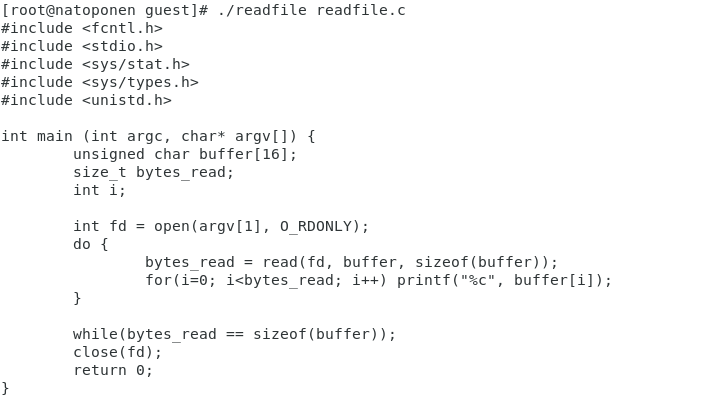 [root@natoponen guest]# ./readfile readfile.c
#include <fcntl.h>
#include <stdio.h>
#include <sys/stat.h>
#include <sys/types.h>
#include <unistd.h>

int main (int argc, char* argv[]) {
        unsigned char buffer[16];
        size_t bytes_read;
        int i;

        int fd = open(argv[1], O_RDONLY);
        do {
                bytes_read = read(fd, buffer, sizeof(buffer));
                for(i=0; i<bytes_read; i++) printf("%c", buffer[i]);
        }

        while(bytes_read == sizeof(buffer));
        close(fd);
        return 0;
}